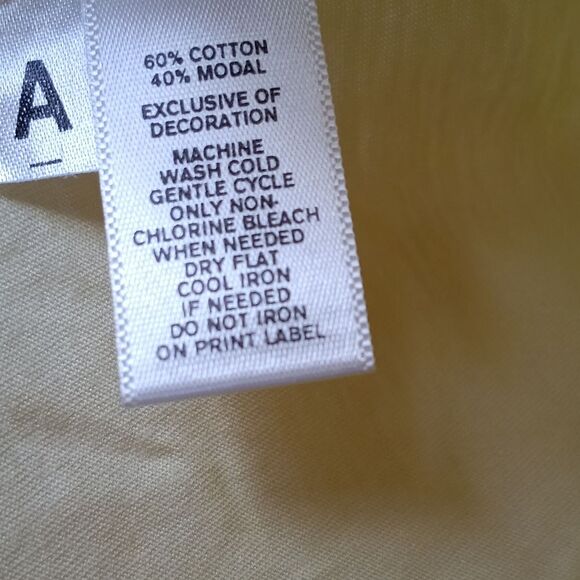 A
60% COTTON
40% MODAL
EXCLUSIVE OF
DECORATION
MACHINE
WASH COLD
GENTLE CYCLE
ONLY NON-
CHLORINE BLEACH
WHEN NEEDED
DRY FLAT
COOL IRON
IF NEEDED
DO NOT IRON
ON PRINT LABEL